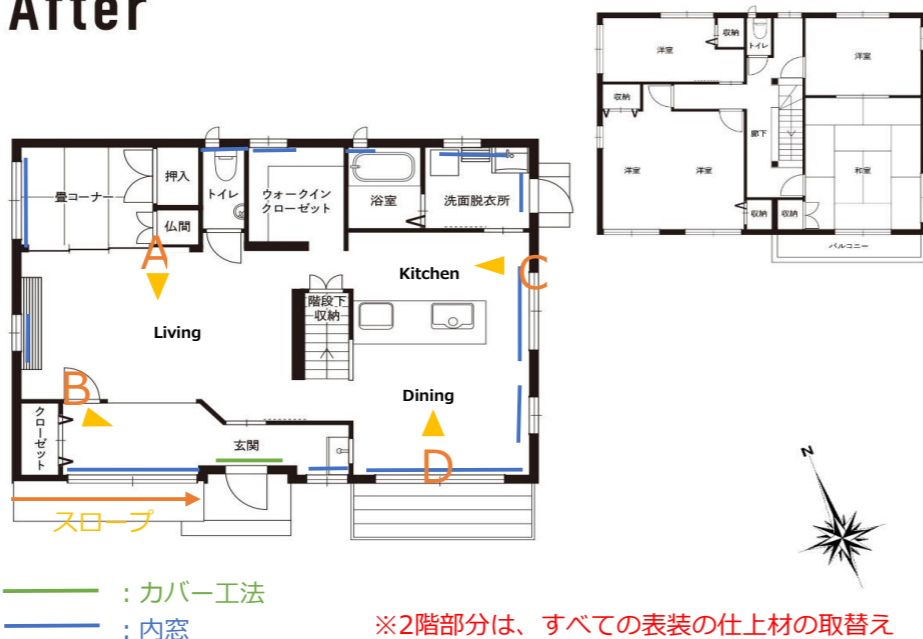 After
洋室
収納
トイレ
洋室
収納
廊下
洋室
洋室
和室
収納
収納
バルコニー
畳コーナー
押入
仏間
トイレ
ウォークイン
クローゼット
浴室
洗面脱衣所
A
Kitchen
C
階段下
収納
Living
B
Dining
クローゼット
玄関
D
スロープ
N
:カバー工法
:内窓
※2階部分は、すべての表装の仕上材の取替え